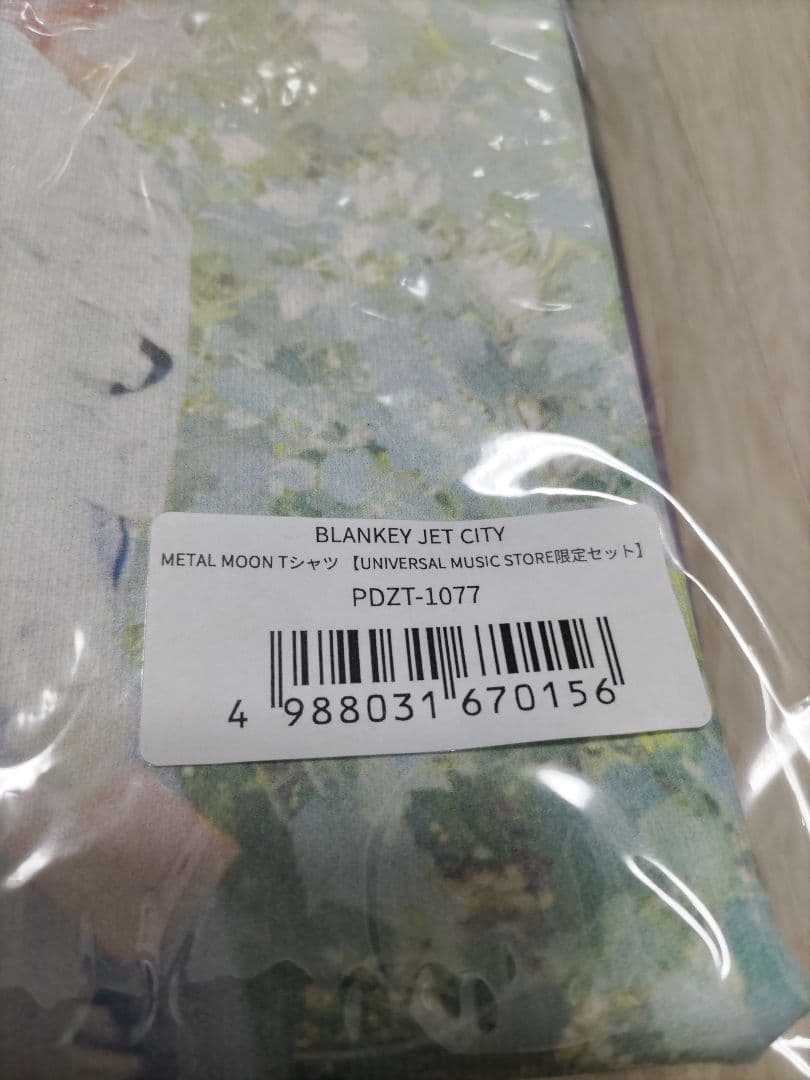 BLANKEY JET CITY
METAL MOON Tシャツ【UNIVERSAL MUSIC STORE限定セット】
PDZT-1077
4 988031 670156